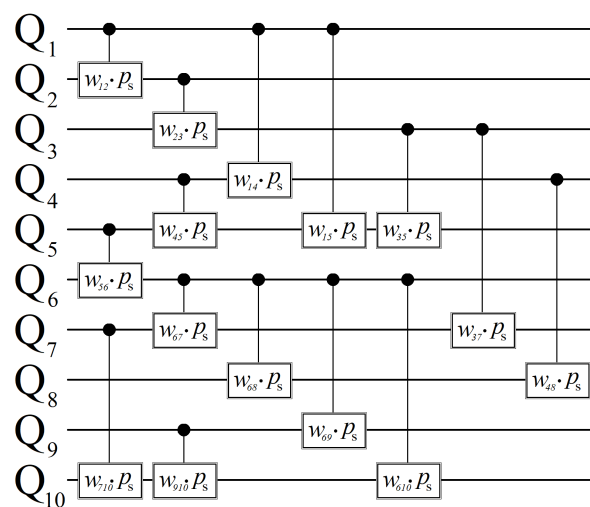 Q1
w12·ps
Q2
w23·ps
Q3
w14·ps
Q4
w45·ps w15·ps w35·ps
Q5
w56·ps
Q6
w67·ps w37·ps
Q7
w68·ps w48·ps
Q8
w69·ps
Q9
w710·ps w910·ps w610·ps
Q10